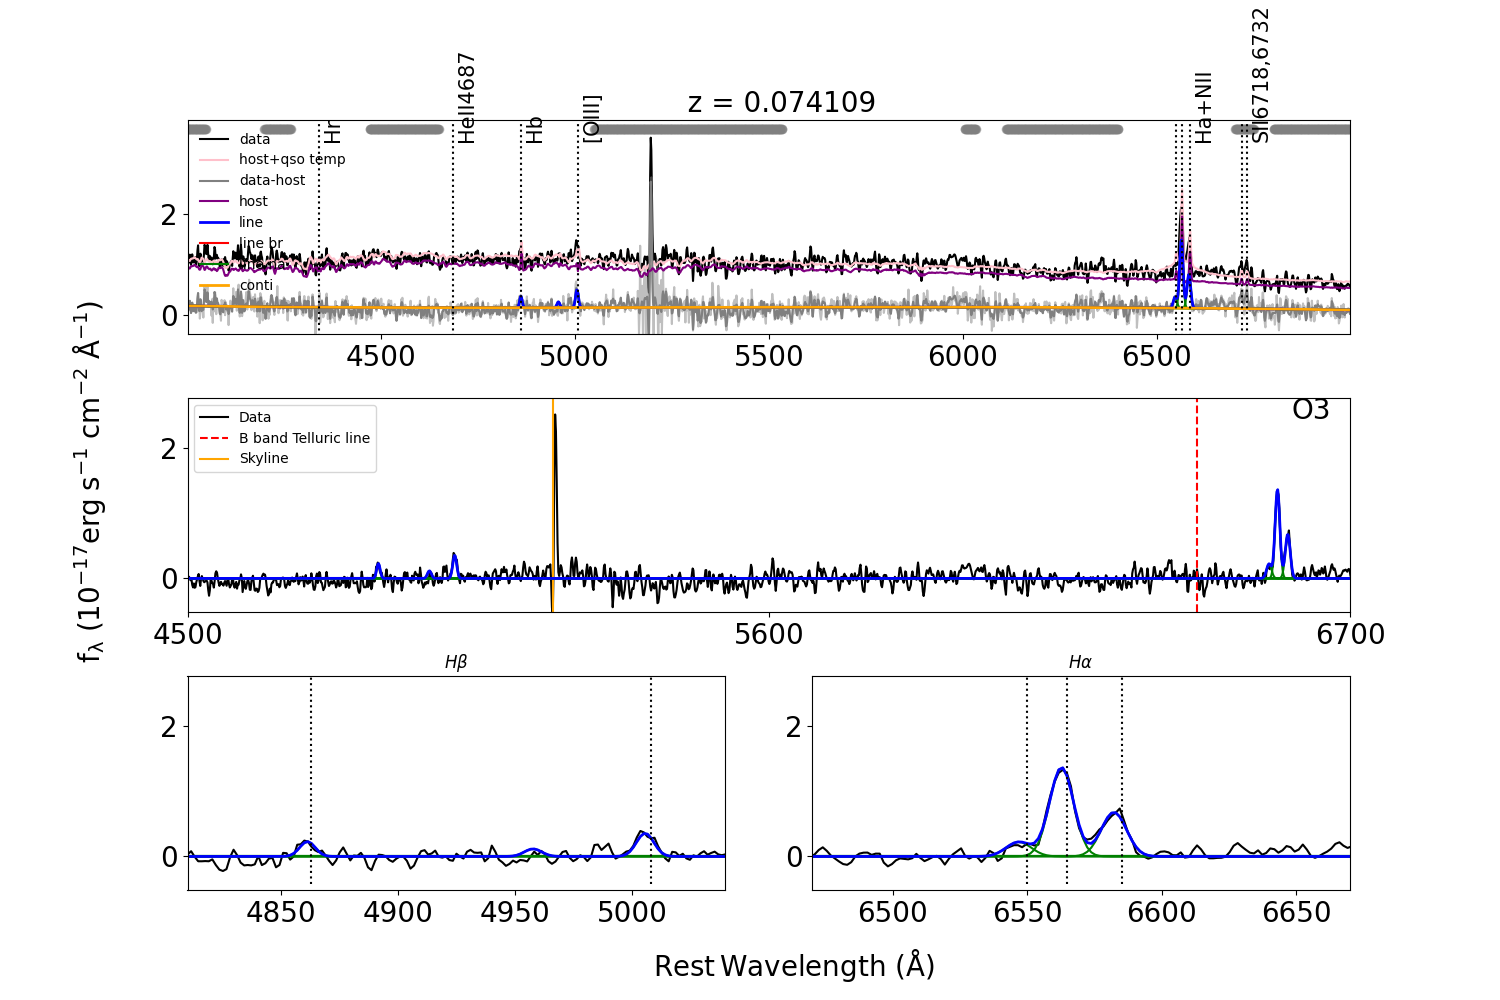 HeII4687
SII6718,6732
z = 0.074109
Hr
Hb
[OIII]
Ha+NII
data
host+qso temp
data-host
host
line
line br
conti
2
0
4500 5000 5500 6000 6500
Data
B band Telluric line
Skyline
O3
2
0
4500 5600 6700
fλ (10⁻¹⁷erg s⁻¹ cm⁻² Å⁻¹)
Hβ
2
0
4850 4900 4950 5000
Hα
2
0
6500 6550 6600 6650
Rest Wavelength (Å)